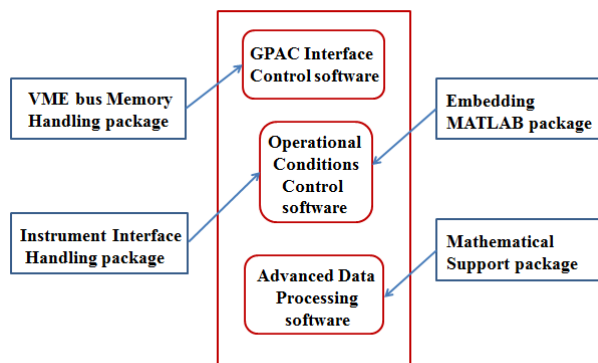 GPAC Interface
Control software
VME bus Memory
Handling package
Embedding
MATLAB package
Operational
Conditions
Control
software
Instrument Interface
Handling package
Mathematical
Support package
Advanced Data
Processing
software